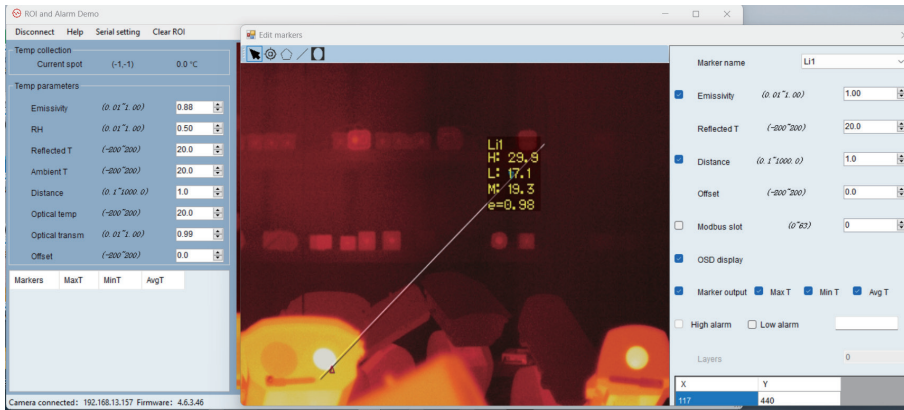 ROI and Alarm Demo
Disconnect Help Serial setting Clear ROI
Temp collection
Current spot (-1,-1) 0.0 °C
Temp parameters
Emissivity (0.01~1.00) 0.88
RH (0.01~1.00) 0.50
Reflected T (-200~200) 20.0
Ambient T (-200~200) 20.0
Distance (0.1~1000.0) 1.0
Optical temp (-200~200) 20.0
Optical transm (0.01~1.00) 0.99
Offset (-200~200) 0.0
Markers MaxT MinT AvgT
Camera connected: 192.168.13.157 Firmware: 4.6.3.46
Edit markers
Li1
H: 29.9
L: 17.1
M: 19.3
e=0.98
Marker name Li1
Emissivity (0.01~1.00) 1.00
Reflected T (-200~200) 20.0
Distance (0.1~1000.0) 1.0
Offset (-200~200) 0.0
Modbus slot (0~63) 0
OSD display
Marker output Max T Min T Avg T
High alarm Low alarm
Layers 0
X Y
117 440